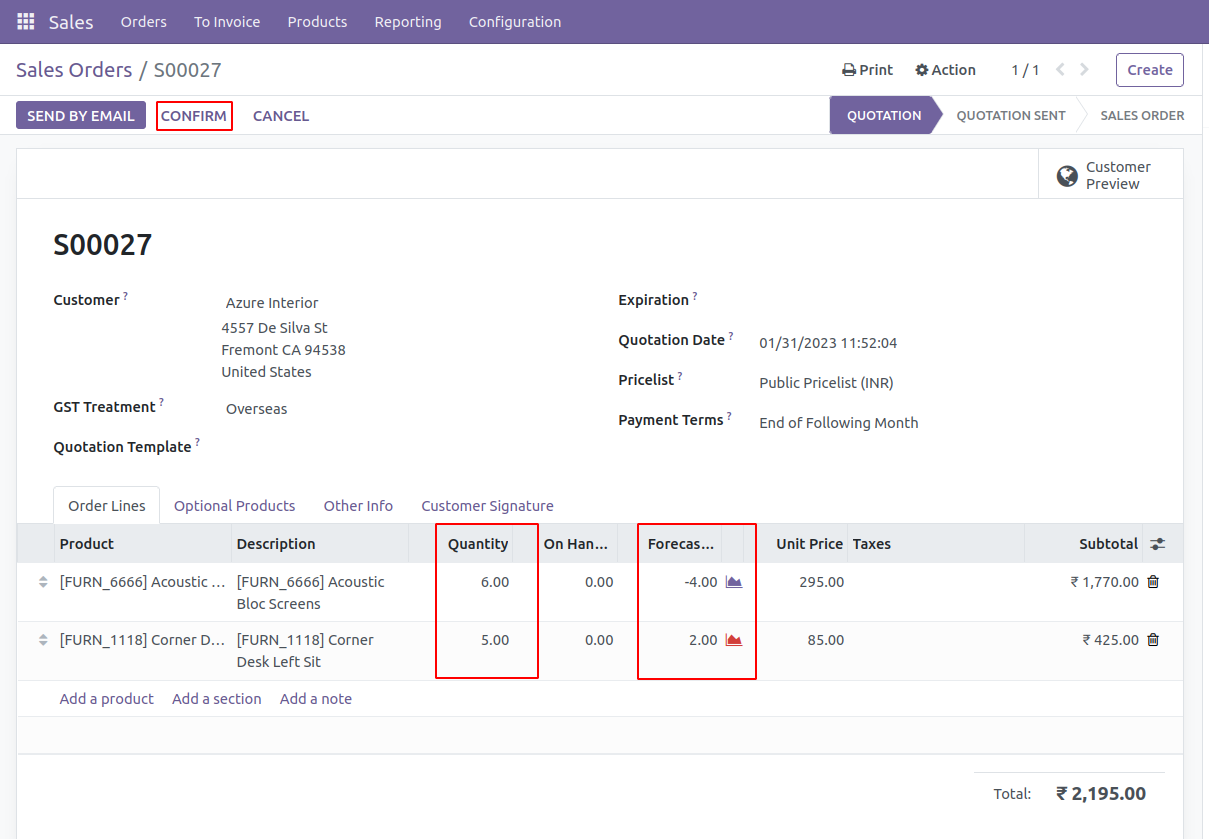 Sales Orders To Invoice Products Reporting Configuration
Sales Orders / S00027 Print Action 1 / 1 Create
SEND BY EMAIL CONFIRM CANCEL QUOTATION QUOTATION SENT SALES ORDER
Customer
Preview
S00027
Customer ? Azure Interior
4557 De Silva St
Fremont CA 94538
United States
GST Treatment ? Overseas
Quotation Template ?
Expiration ?
Quotation Date ? 01/31/2023 11:52:04
Pricelist ? Public Pricelist (INR)
Payment Terms ? End of Following Month
Order Lines Optional Products Other Info Customer Signature
Product Description Quantity On Han... Forecas... Unit Price Taxes Subtotal
[FURN_6666] Acoustic ... [FURN_6666] Acoustic 6.00 0.00 -4.00 295.00 ₹ 1,770.00
Bloc Screens
[FURN_1118] Corner D... [FURN_1118] Corner 5.00 0.00 2.00 85.00 ₹ 425.00
Desk Left Sit
Add a product Add a section Add a note
Total: ₹ 2,195.00